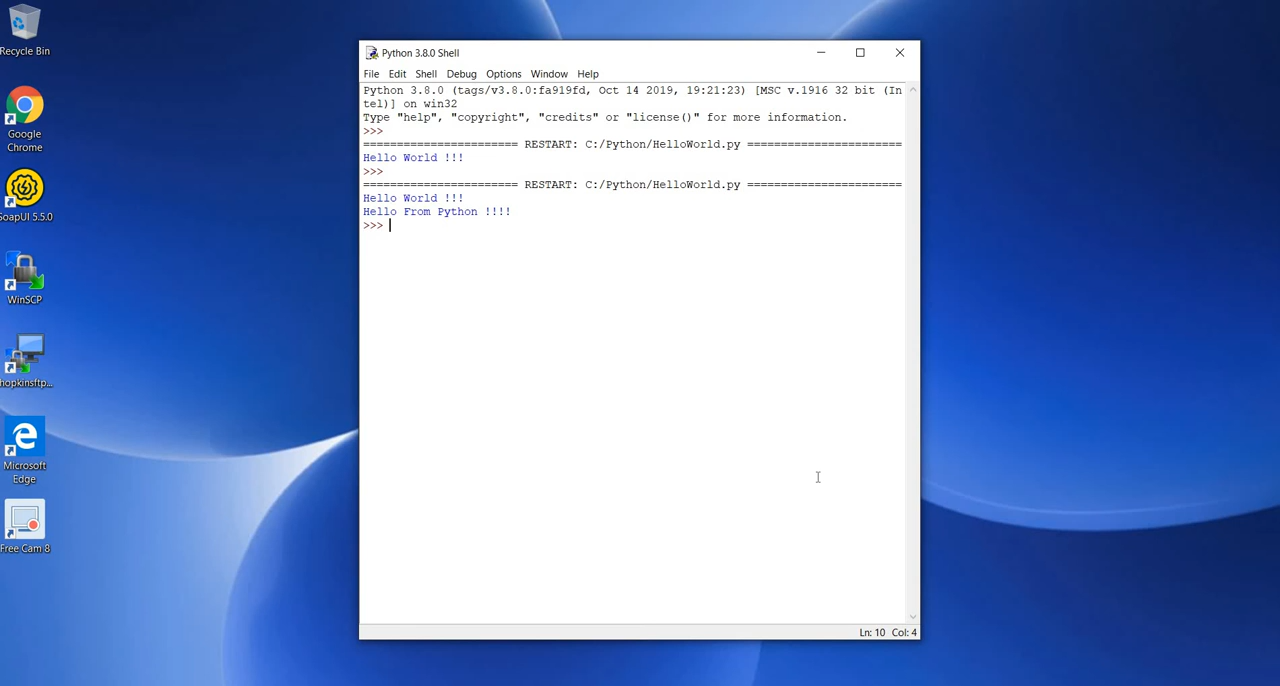 Recycle Bin
Google
Chrome
SoapUI 5.5.0
WinSCP
hopkinsftp...
Microsoft
Edge
Free Cam 8
Python 3.8.0 Shell
File Edit Shell Debug Options Window Help
Python 3.8.0 (tags/v3.8.0:fa919fd, Oct 14 2019, 19:21:23) [MSC v.1916 32 bit (In
tel)] on win32
Type "help", "copyright", "credits" or "license()" for more information.
>>>
======================= RESTART: C:/Python/HelloWorld.py =======================
Hello World !!!
>>>
======================= RESTART: C:/Python/HelloWorld.py =======================
Hello World !!!
Hello From Python !!!!
>>>
Ln: 10 Col: 4